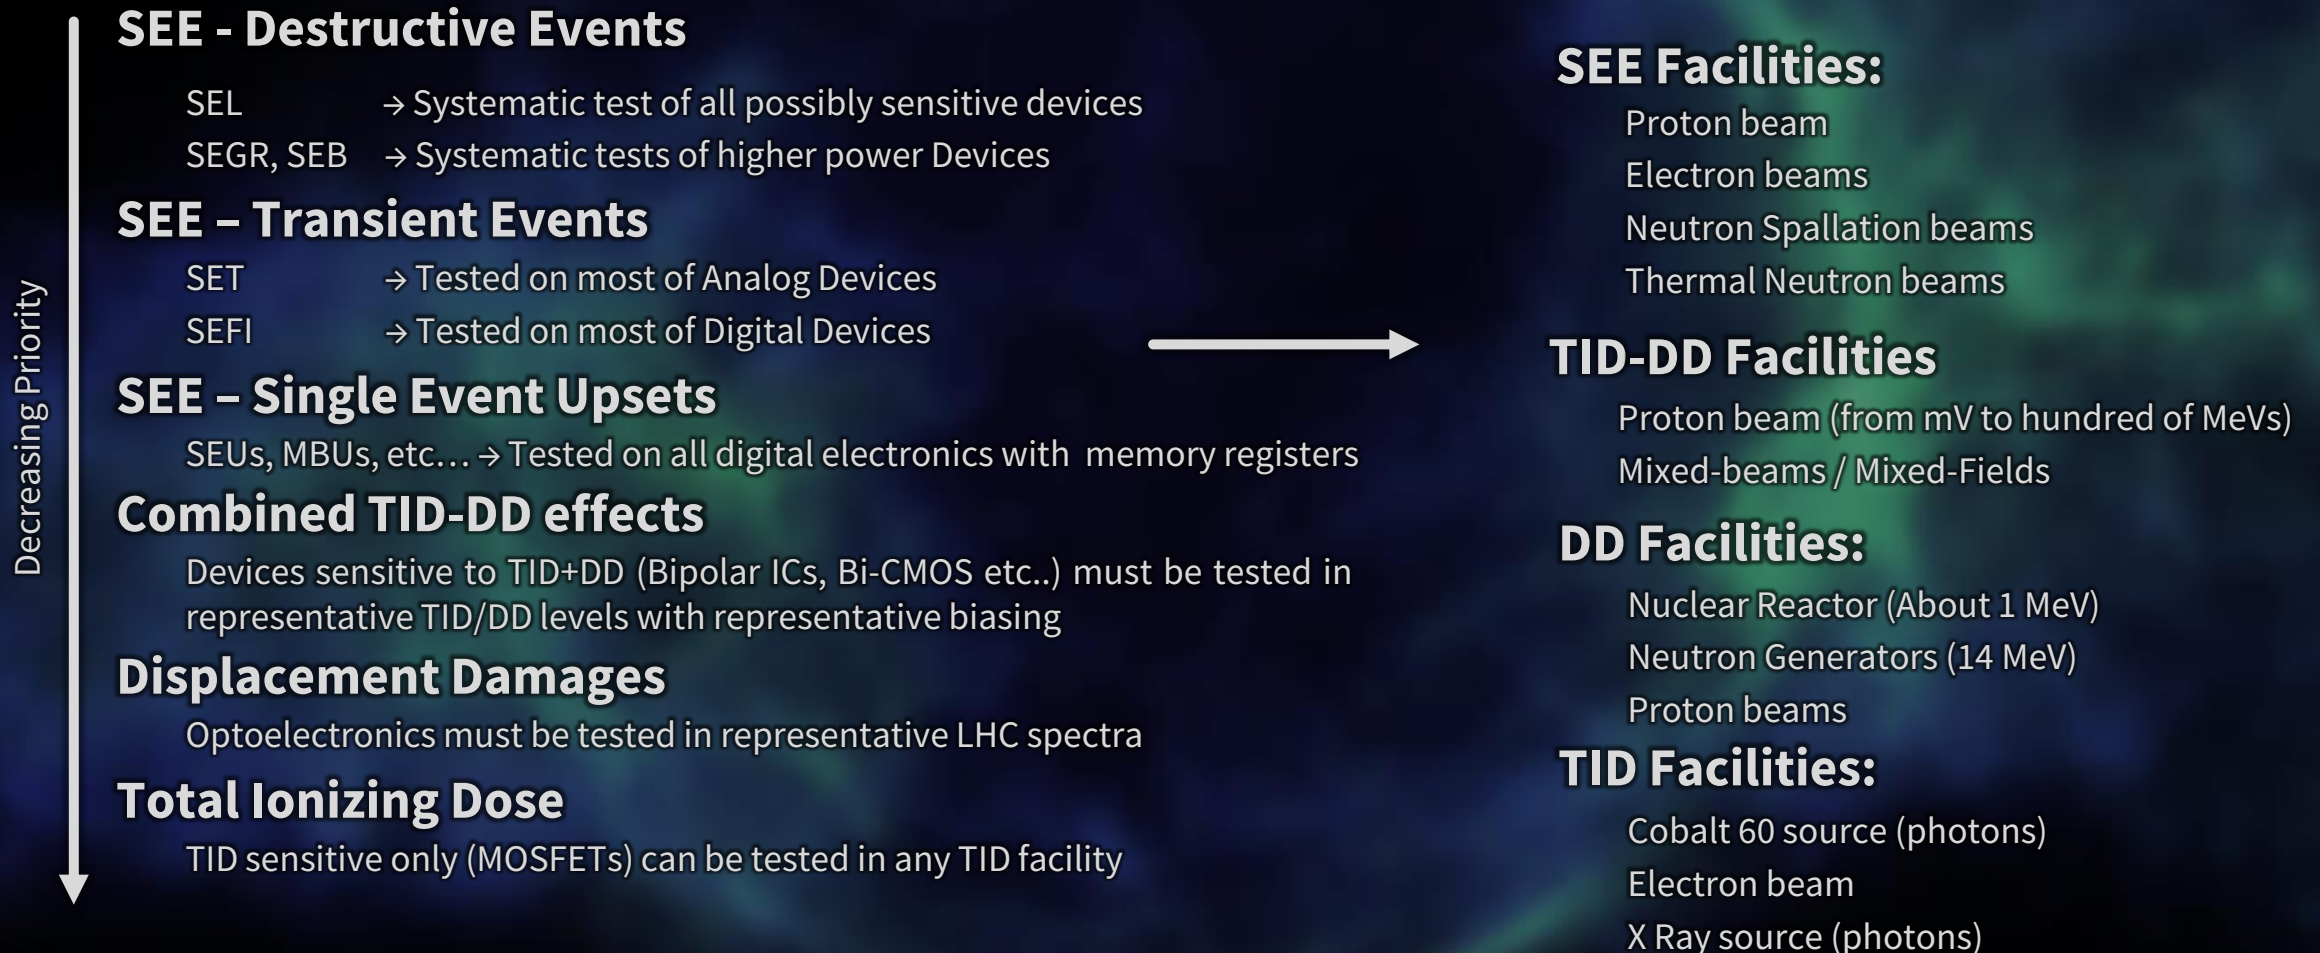 Decreasing Priority
SEE - Destructive Events
SEL → Systematic test of all possibly sensitive devices
SEGR, SEB → Systematic tests of higher power Devices
SEE – Transient Events
SET → Tested on most of Analog Devices
SEFI → Tested on most of Digital Devices
SEE – Single Event Upsets
SEUs, MBUs, etc… → Tested on all digital electronics with memory registers
Combined TID-DD effects
Devices sensitive to TID+DD (Bipolar ICs, Bi-CMOS etc..) must be tested in
representative TID/DD levels with representative biasing
Displacement Damages
Optoelectronics must be tested in representative LHC spectra
Total Ionizing Dose
TID sensitive only (MOSFETs) can be tested in any TID facility
SEE Facilities:
Proton beam
Electron beams
Neutron Spallation beams
Thermal Neutron beams
TID-DD Facilities
Proton beam (from mV to hundred of MeVs)
Mixed-beams / Mixed-Fields
DD Facilities:
Nuclear Reactor (About 1 MeV)
Neutron Generators (14 MeV)
Proton beams
TID Facilities:
Cobalt 60 source (photons)
Electron beam
X Ray source (photons)